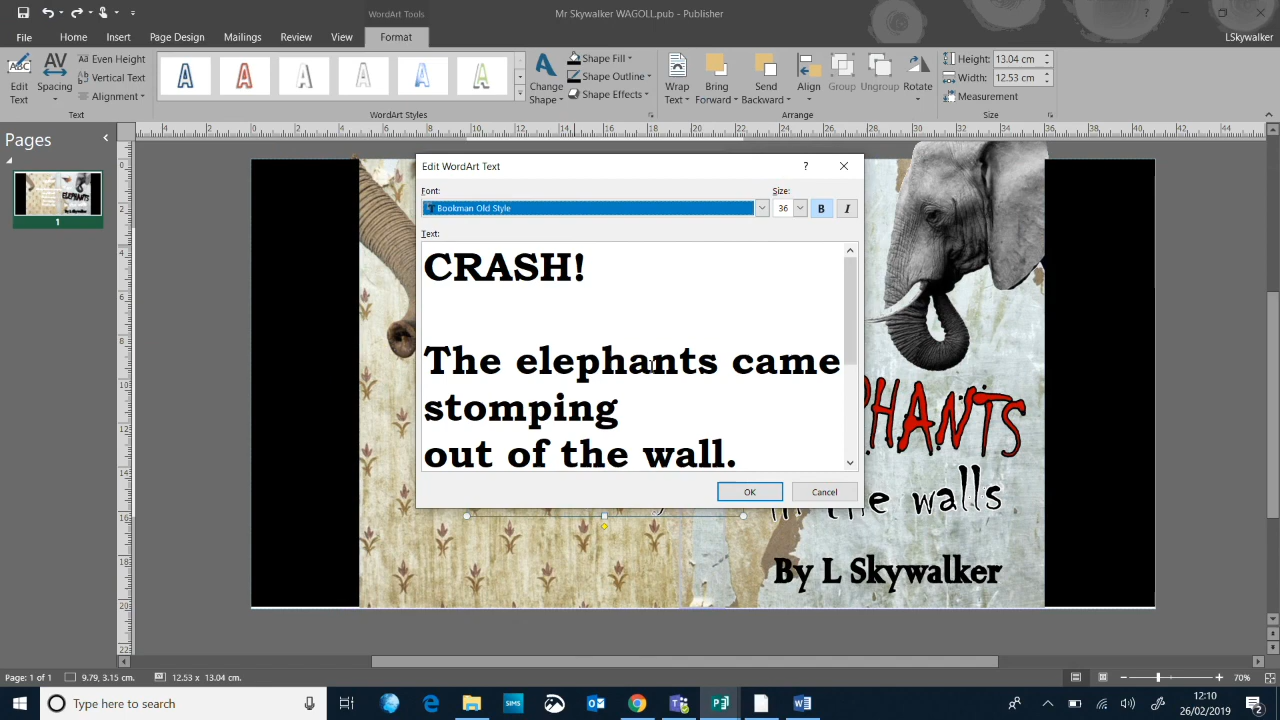 WordArt Tools
Mr Skywalker WAGOLL.pub - Publisher
File Home Insert Page Design Mailings Review View Format
LSkywalker
Edit Text
Spacing
Even Height
Vertical Text
Alignment
Text
WordArt Styles
Change Shape
Shape Fill
Shape Outline
Shape Effects
Wrap Text
Bring Forward
Send Backward
Align
Group
Ungroup
Rotate
Arrange
Height: 13.04 cm
Width: 12.53 cm
Measurement
Size
Pages
1
Edit WordArt Text
Font:
Size:
Bookman Old Style
36
B I
Text:
CRASH!
The elephants came
stomping
out of the wall.
OK
Cancel
PHANTS
the walls
By L Skywalker
Page: 1 of 1
9.79, 3.15 cm.
12.53 x 13.04 cm.
70%
Type here to search
12:10
26/02/2019